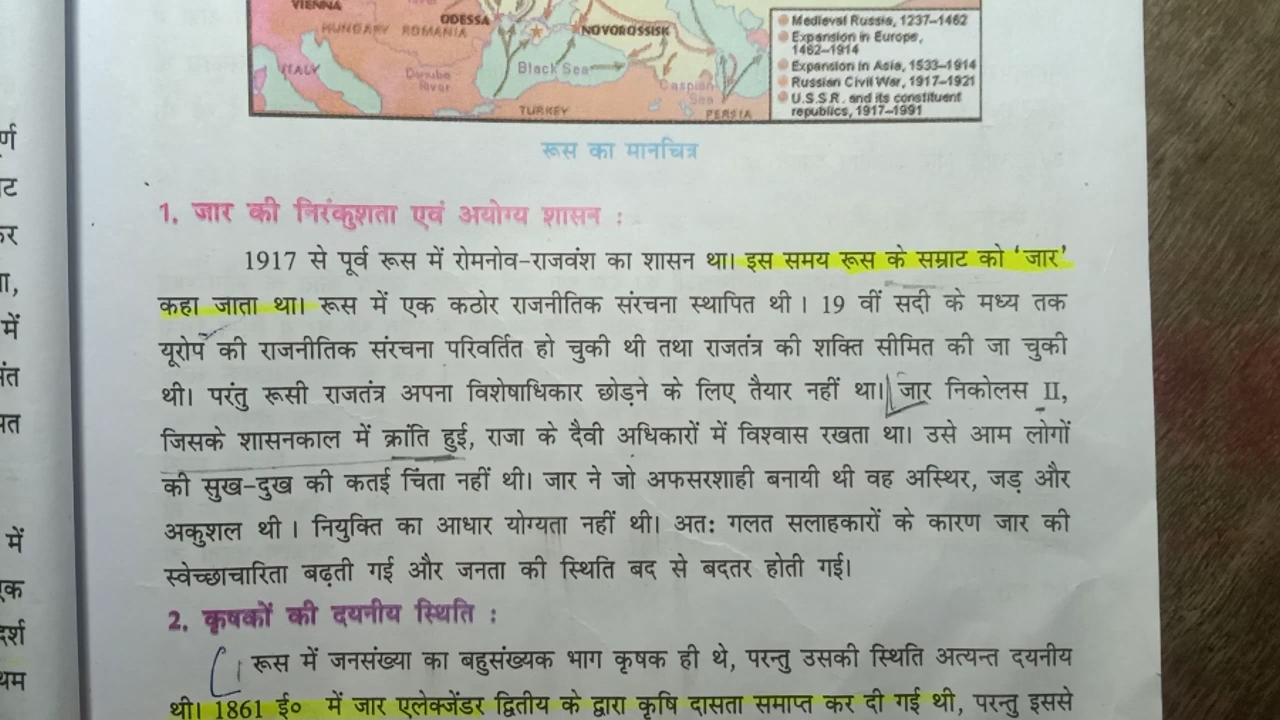 VIENNA
HUNGARY ROMANIA
ODESSA
NOVOROSSISK
ITALY
Danube
River
Black Sea
Caspian
Sea
TURKEY
PERSIA
Medieval Russia, 1237–1462
Expansion in Europe,
1462–1914
Expansion in Asia, 1533–1914
Russian Civil War, 1917–1921
U.S.S.R. and its constituent
republics, 1917–1991
रूस का मानचित्र
1. जार की निरंकुशता एवं अयोग्य शासन :
1917 से पूर्व रूस में रोमनोव-राजवंश का शासन था। इस समय रूस के सम्राट को ‘जार’
कहा जाता था। रूस में एक कठोर राजनीतिक संरचना स्थापित थी । 19 वीं सदी के मध्य तक
यूरोप की राजनीतिक संरचना परिवर्तित हो चुकी थी तथा राजतंत्र की शक्ति सीमित की जा चुकी
थी। परंतु रूसी राजतंत्र अपना विशेषाधिकार छोड़ने के लिए तैयार नहीं था। जार निकोलस II,
जिसके शासनकाल में क्रांति हुई, राजा के दैवी अधिकारों में विश्वास रखता था। उसे आम लोगों
की सुख-दुख की कतई चिंता नहीं थी। जार ने जो अफसरशाही बनायी थी वह अस्थिर, जड़ और
अकुशल थी । नियुक्ति का आधार योग्यता नहीं थी। अतः गलत सलाहकारों के कारण जार की
स्वेच्छाचारिता बढ़ती गई और जनता की स्थिति बद से बदतर होती गई।
2. कृषकों की दयनीय स्थिति :
रूस में जनसंख्या का बहुसंख्यक भाग कृषक ही थे, परन्तु उसकी स्थिति अत्यन्त दयनीय
थी। 1861 ई० में जार एलेक्जेंडर द्वितीय के द्वारा कृषि दासता समाप्त कर दी गई थी, परन्तु इससे